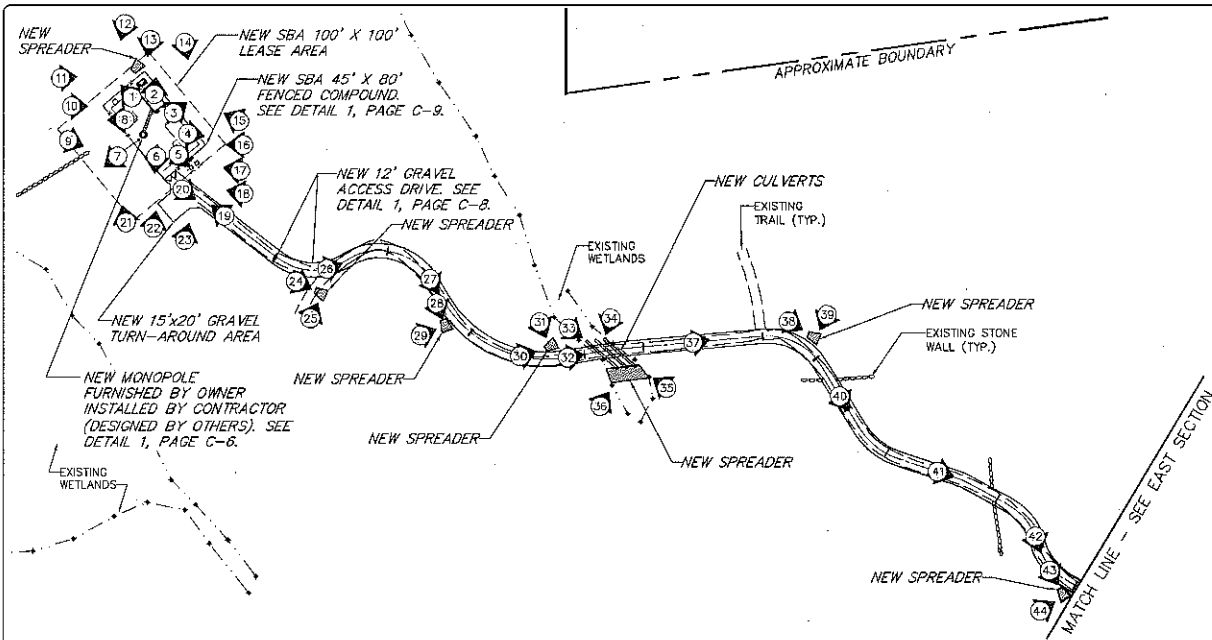 12
13
14
NEW
SPREADER
NEW SBA 100' X 100'
LEASE AREA
APPROXIMATE BOUNDARY
11
10
NEW SBA 45' X 80'
FENCED COMPOUND.
SEE DETAIL 1, PAGE C-9.
1
2
3
8
4
15
9
16
7
6
5
17
20
18
NEW 12' GRAVEL
ACCESS DRIVE. SEE
DETAIL 1, PAGE C-8.
NEW CULVERTS
19
21
22
23
NEW SPREADER
EXISTING
TRAIL (TYP.)
EXISTING
WETLANDS
24
26
25
27
28
29
NEW 15'x20' GRAVEL
TURN-AROUND AREA
31
33
34
38
39
NEW SPREADER
EXISTING STONE
WALL (TYP.)
30
32
37
NEW SPREADER
35
36
40
NEW MONOPOLE
FURNISHED BY OWNER
INSTALLED BY CONTRACTOR
(DESIGNED BY OTHERS). SEE
DETAIL 1, PAGE C-6.
NEW SPREADER
NEW SPREADER
EXISTING
WETLANDS
41
42
43
NEW SPREADER
44
MATCH LINE - SEE EAST SECTION